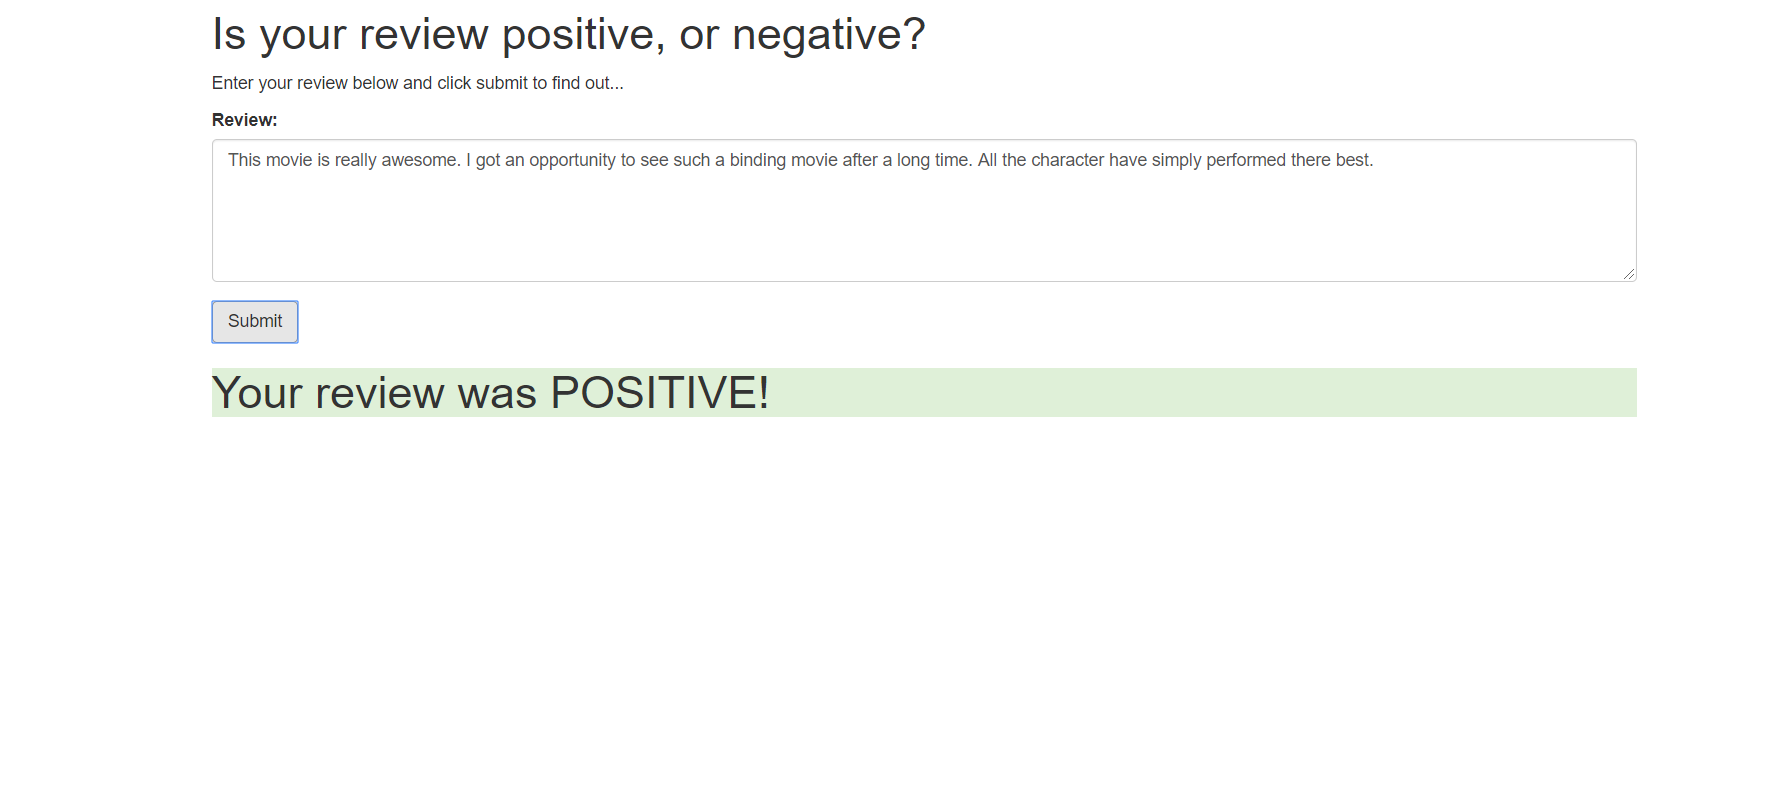 Is your review positive, or negative?
Enter your review below and click submit to find out...
Review:
This movie is really awesome. I got an opportunity to see such a binding movie after a long time. All the character have simply performed there best.
Submit
Your review was POSITIVE!